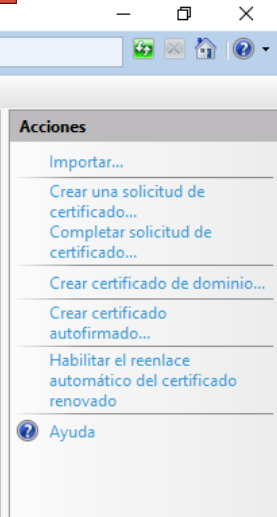 Acciones
Importar...
Crear una solicitud de
certificado...
Completar solicitud de
certificado...
Crear certificado de dominio...
Crear certificado
autofirmado...
Habilitar el reenlace
automático del certificado
renovado
Ayuda